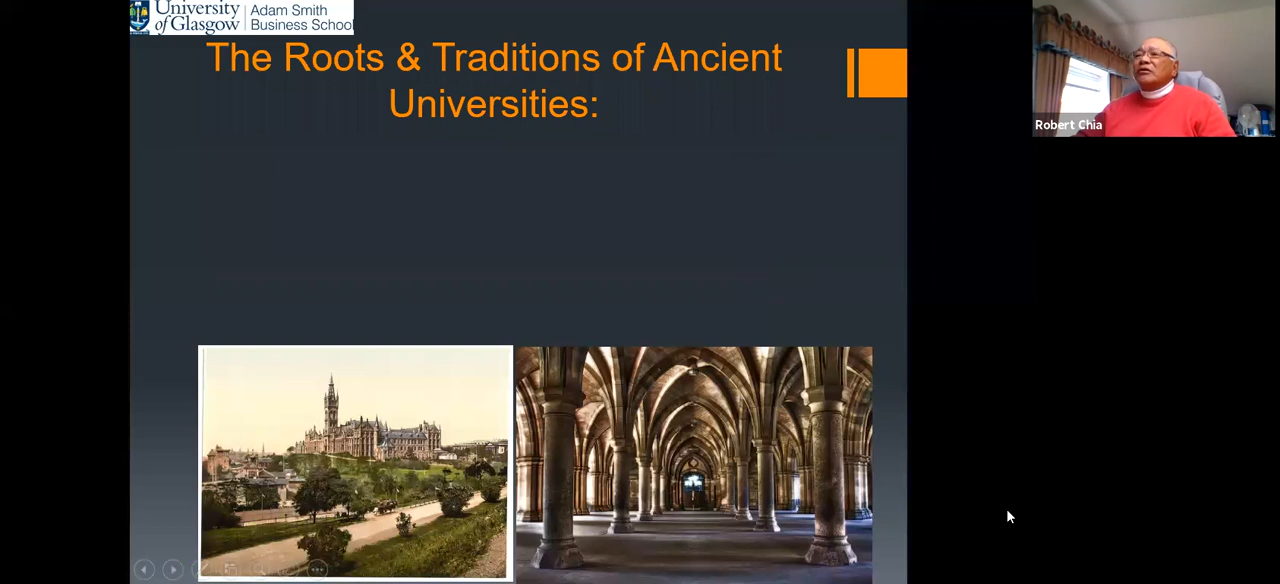 University
of Glasgow
Adam Smith
Business School
The Roots & Traditions of Ancient
Universities:
Robert Chia